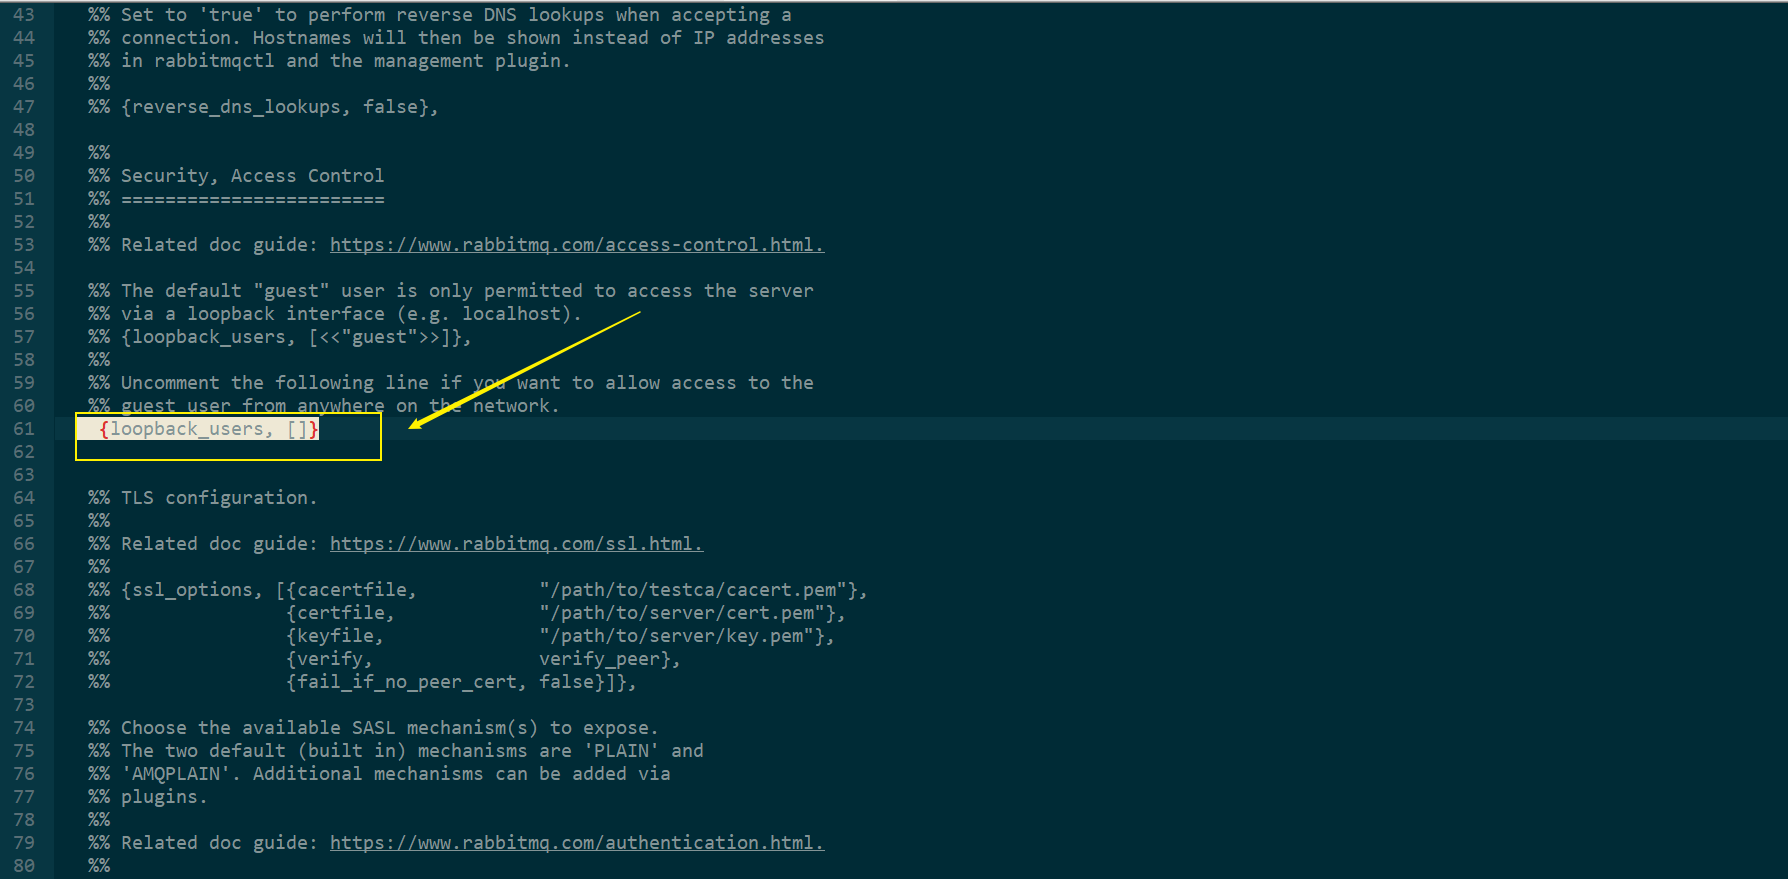 43 %% Set to 'true' to perform reverse DNS lookups when accepting a
44 %% connection. Hostnames will then be shown instead of IP addresses
45 %% in rabbitmqctl and the management plugin.
46 %%
47 %% {reverse_dns_lookups, false},
48
49 %%
50 %% Security, Access Control
51 %% ========================
52 %%
53 %% Related doc guide: https://www.rabbitmq.com/access-control.html.
54
55 %% The default "guest" user is only permitted to access the server
56 %% via a loopback interface (e.g. localhost).
57 %% {loopback_users, [<<"guest">>]},
58 %%
59 %% Uncomment the following line if you want to allow access to the
60 %% guest user from anywhere on the network.
61 {loopback_users, []}
62
63
64 %% TLS configuration.
65 %%
66 %% Related doc guide: https://www.rabbitmq.com/ssl.html.
67 %%
68 %% {ssl_options, [{cacertfile, "/path/to/testca/cacert.pem"},
69 %% {certfile, "/path/to/server/cert.pem"},
70 %% {keyfile, "/path/to/server/key.pem"},
71 %% {verify, verify_peer},
72 %% {fail_if_no_peer_cert, false}]},
73
74 %% Choose the available SASL mechanism(s) to expose.
75 %% The two default (built in) mechanisms are 'PLAIN' and
76 %% 'AMQPLAIN'. Additional mechanisms can be added via
77 %% plugins.
78 %%
79 %% Related doc guide: https://www.rabbitmq.com/authentication.html.
80 %%